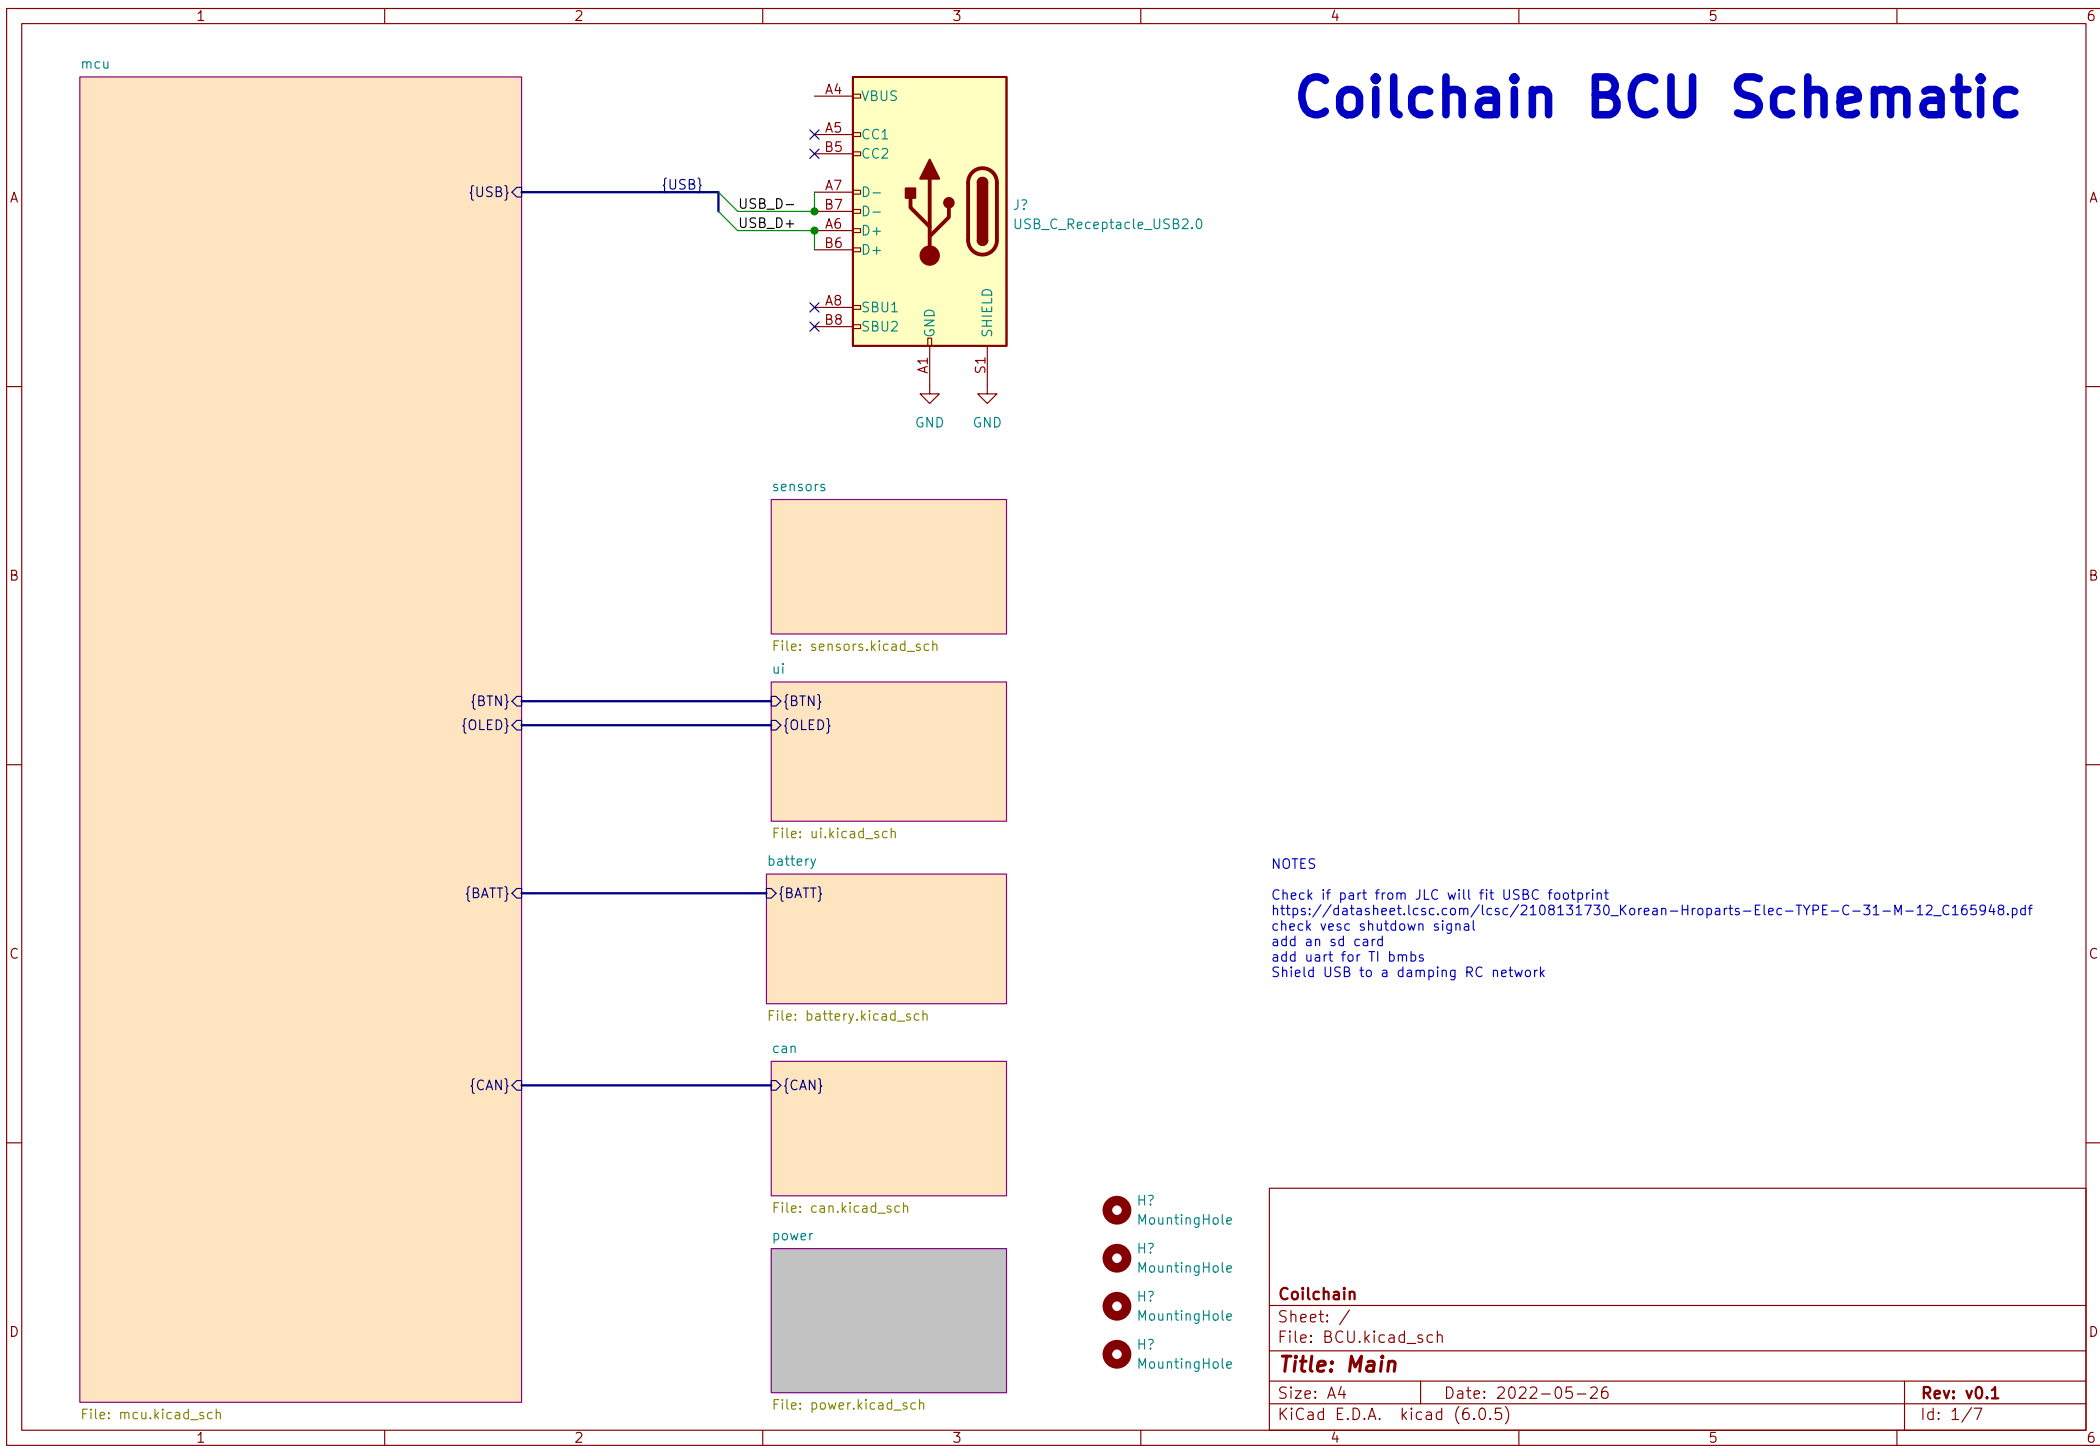 1 2 3 4 5 6
Coilchain BCU Schematic
mcu
{USB}
{USB}
USB_D-
USB_D+
A4 VBUS
A5 CC1
B5 CC2
A7 D-
B7 D-
A6 D+
B6 D+
A8 SBU1
B8 SBU2
GND
SHIELD
A1
S1
GND
GND
J?
USB_C_Receptacle_USB2.0
A
A
sensors
File: sensors.kicad_sch
B
B
ui
{BTN}
{BTN}
{OLED}
{OLED}
File: ui.kicad_sch
battery
{BATT}
{BATT}
File: battery.kicad_sch
NOTES
Check if part from JLC will fit USBC footprint
https://datasheet.lcsc.com/lcsc/2108131730_Korean-Hroparts-Elec-TYPE-C-31-M-12_C165948.pdf
check vesc shutdown signal
add an sd card
add uart for TI bmbs
Shield USB to a damping RC network
C
C
can
{CAN}
{CAN}
File: can.kicad_sch
power
File: power.kicad_sch
H?
MountingHole
H?
MountingHole
H?
MountingHole
H?
MountingHole
D
D
File: mcu.kicad_sch
Coilchain
Sheet: /
File: BCU.kicad_sch
Title: Main
Size: A4 Date: 2022-05-26 Rev: v0.1
KiCad E.D.A. kicad (6.0.5) Id: 1/7
1 2 3 4 5 6